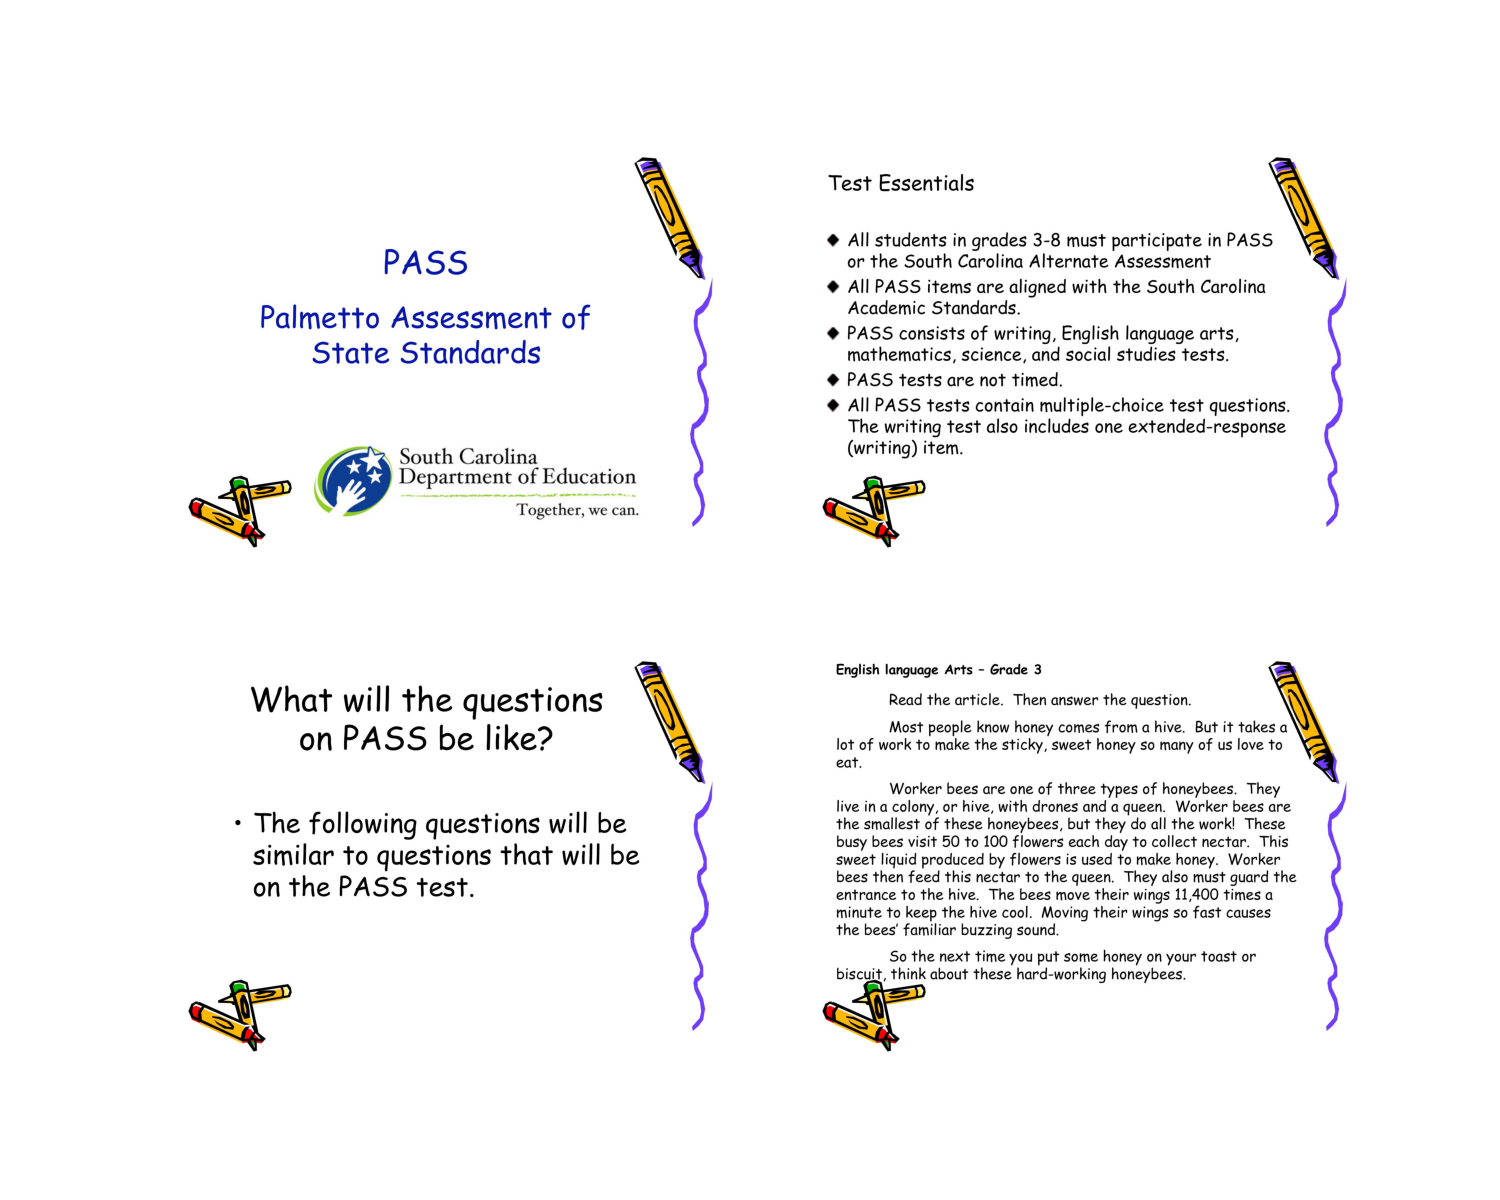 PASS
Palmetto Assessment of
State Standards
South Carolina
Department of Education
Together, we can.
Test Essentials
All students in grades 3-8 must participate in PASS
or the South Carolina Alternate Assessment
All PASS items are aligned with the South Carolina
Academic Standards.
PASS consists of writing, English language arts,
mathematics, science, and social studies tests.
PASS tests are not timed.
All PASS tests contain multiple-choice test questions.
The writing test also includes one extended-response
(writing) item.
What will the questions
on PASS be like?
• The following questions will be
similar to questions that will be
on the PASS test.
English language Arts – Grade 3
Read the article. Then answer the question.
Most people know honey comes from a hive. But it takes a
lot of work to make the sticky, sweet honey so many of us love to
eat.
Worker bees are one of three types of honeybees. They
live in a colony, or hive, with drones and a queen. Worker bees are
the smallest of these honeybees, but they do all the work! These
busy bees visit 50 to 100 flowers each day to collect nectar. This
sweet liquid produced by flowers is used to make honey. Worker
bees then feed this nectar to the queen. They also must guard the
entrance to the hive. The bees move their wings 11,400 times a
minute to keep the hive cool. Moving their wings so fast causes
the bees' familiar buzzing sound.
So the next time you put some honey on your toast or
biscuit, think about these hard-working honeybees.